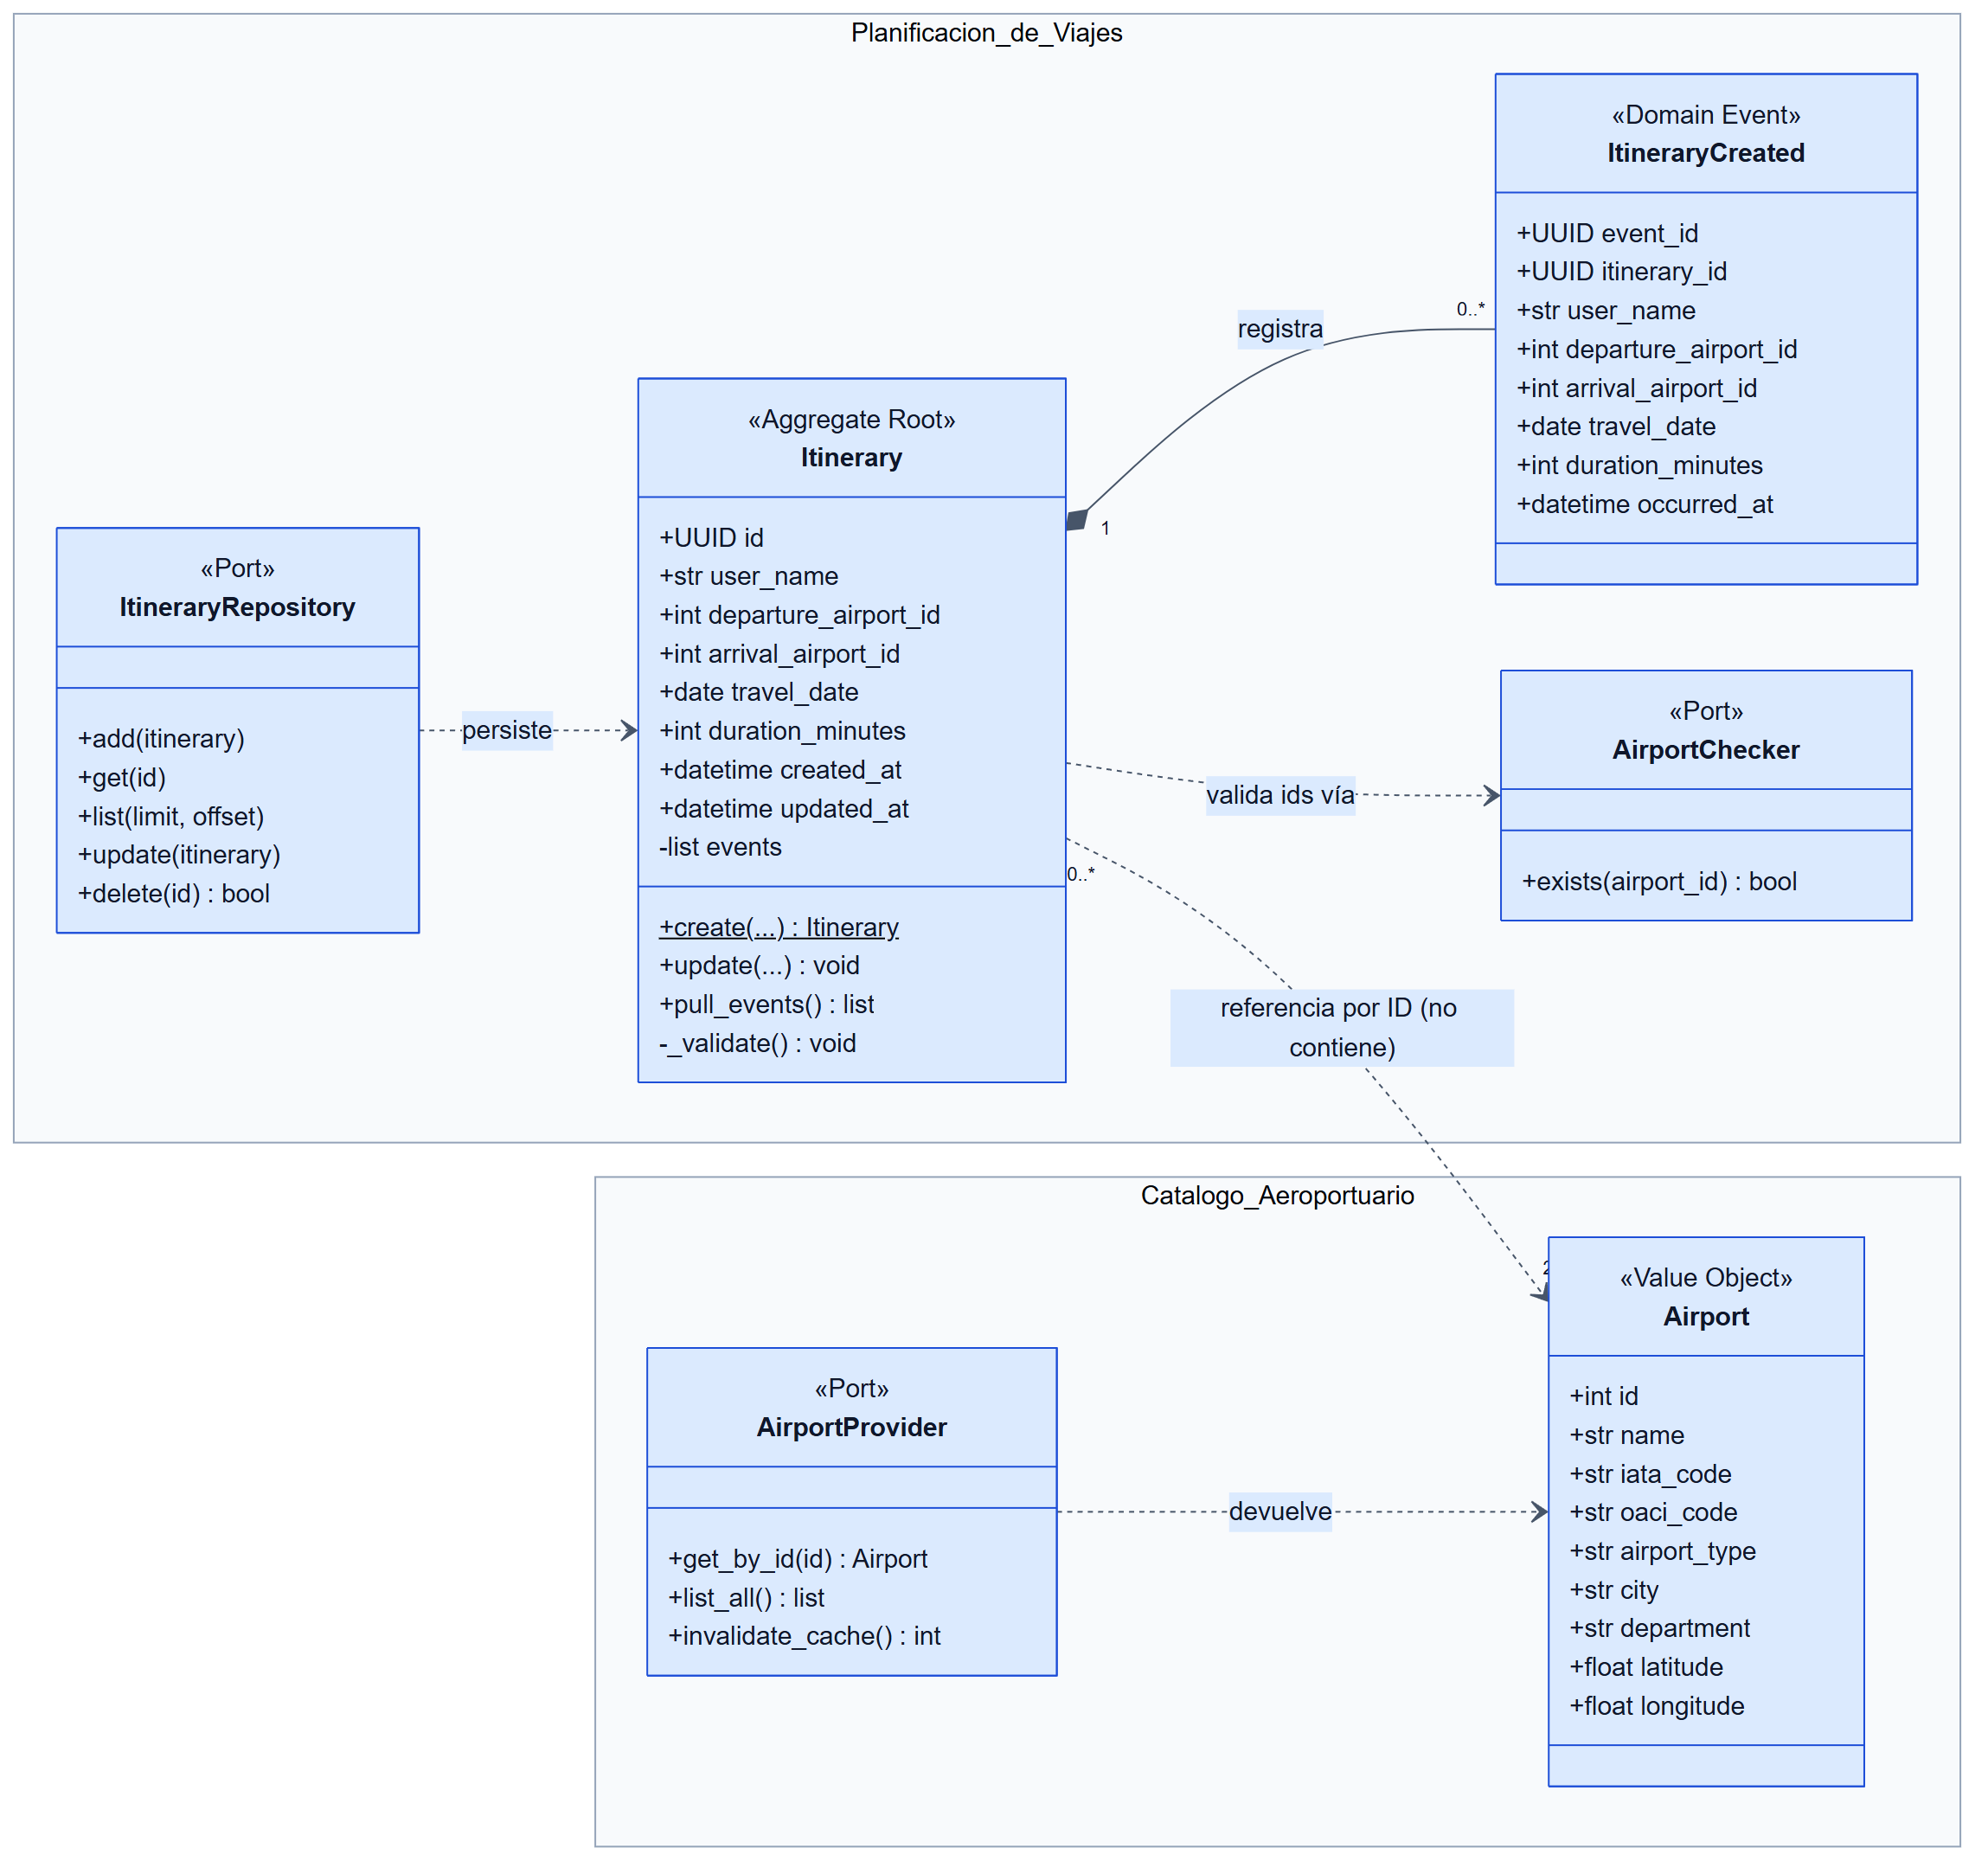 Planificacion_de_Viajes
«Domain Event»
ItineraryCreated
+UUID event_id
+UUID itinerary_id
+str user_name
+int departure_airport_id
+int arrival_airport_id
+date travel_date
+int duration_minutes
+datetime occurred_at
0..*
registra
1
«Aggregate Root»
Itinerary
+UUID id
+str user_name
+int departure_airport_id
+int arrival_airport_id
+date travel_date
+int duration_minutes
+datetime created_at
+datetime updated_at
-list events
+create(...) : Itinerary
+update(...) : void
+pull_events() : list
-_validate() : void
«Port»
ItineraryRepository
+add(itinerary)
+get(id)
+list(limit, offset)
+update(itinerary)
+delete(id) : bool
persiste
«Port»
AirportChecker
+exists(airport_id) : bool
valida ids vía
0..*
referencia por ID (no
contiene)
2
Catalogo_Aeroportuario
«Value Object»
Airport
+int id
+str name
+str iata_code
+str oaci_code
+str airport_type
+str city
+str department
+float latitude
+float longitude
«Port»
AirportProvider
+get_by_id(id) : Airport
+list_all() : list
+invalidate_cache() : int
devuelve